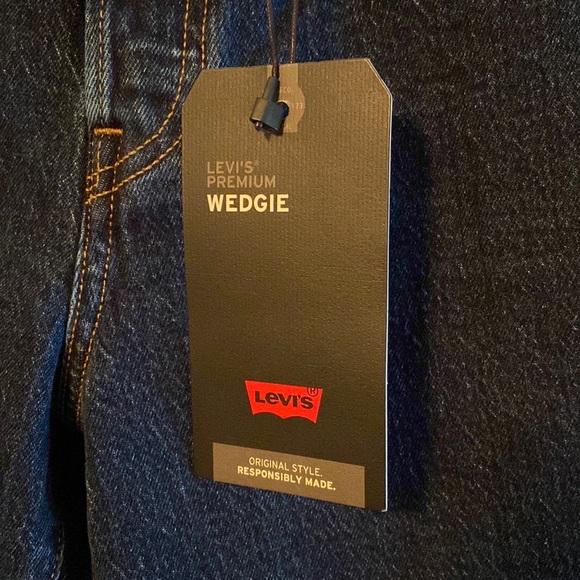 LEVI'S®
PREMIUM
WEDGIE
LEVI'S®
ORIGINAL STYLE.
RESPONSIBLY MADE.